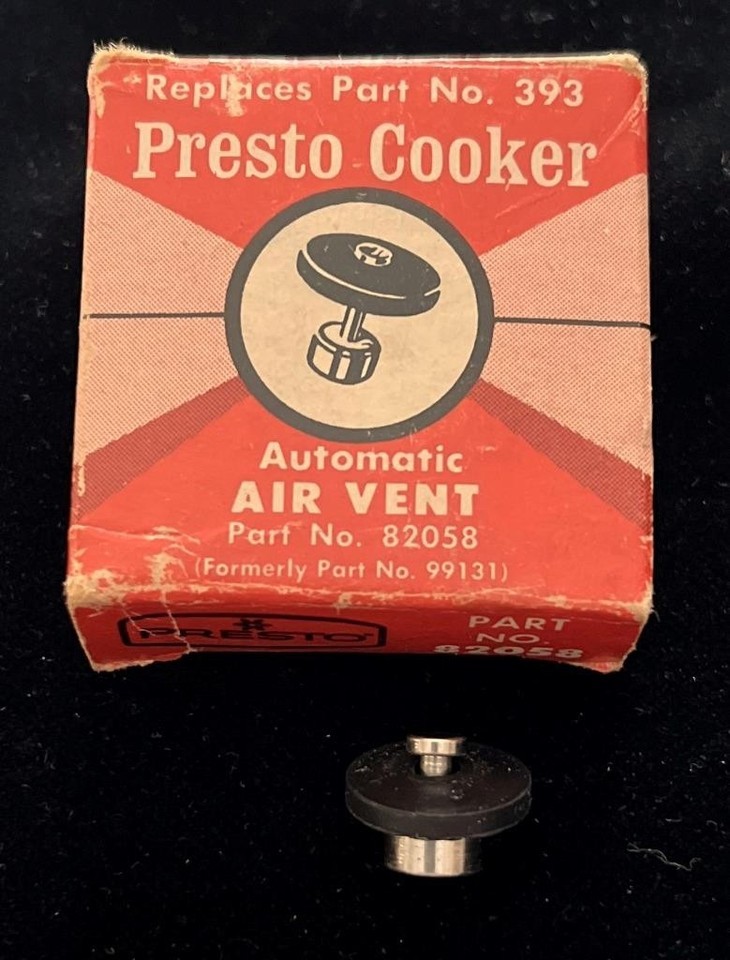 Replaces Part No. 393
Presto Cooker
Automatic
AIR VENT
Part No. 82058
(Formerly Part No. 99131)
PRESTO
PART
NO.
82058